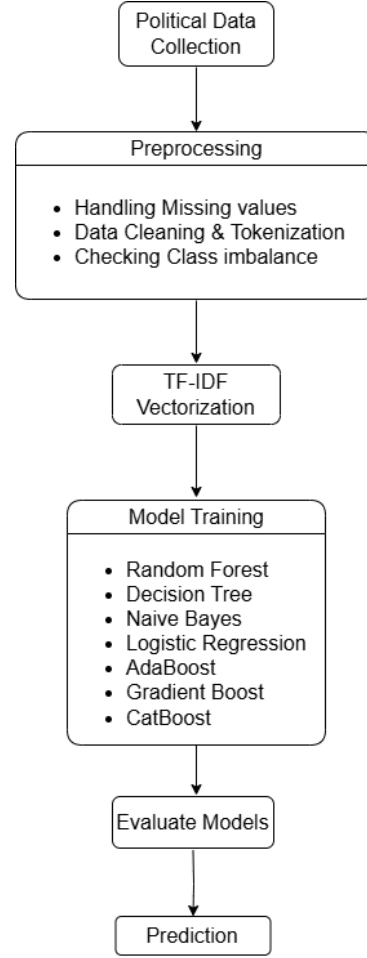 Political Data
Collection
Preprocessing
• Handling Missing values
• Data Cleaning & Tokenization
• Checking Class imbalance
TF-IDF
Vectorization
Model Training
• Random Forest
• Decision Tree
• Naive Bayes
• Logistic Regression
• AdaBoost
• Gradient Boost
• CatBoost
Evaluate Models
Prediction